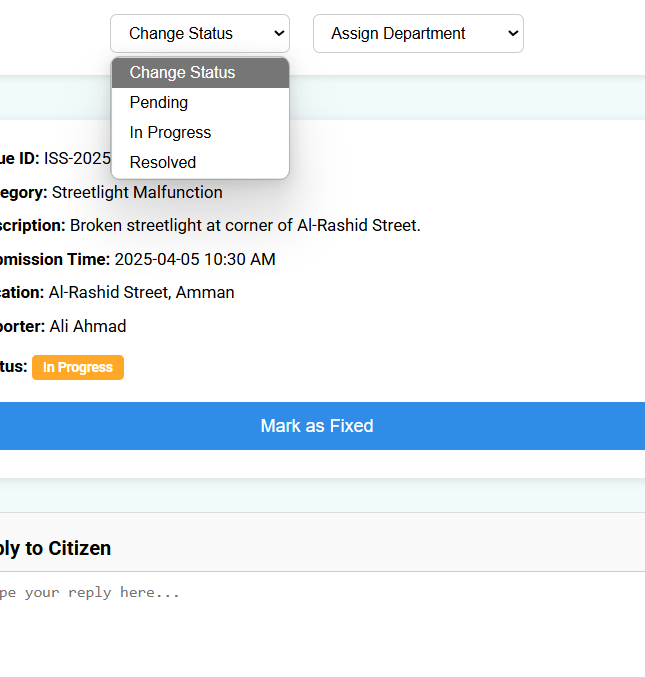 Change Status
Assign Department
Change Status
Pending
In Progress
Resolved
ue ID: ISS-2025
egory: Streetlight Malfunction
scription: Broken streetlight at corner of Al-Rashid Street.
omission Time: 2025-04-05 10:30 AM
cation: Al-Rashid Street, Amman
porter: Ali Ahmad
tus: In Progress
Mark as Fixed
ply to Citizen
pe your reply here...